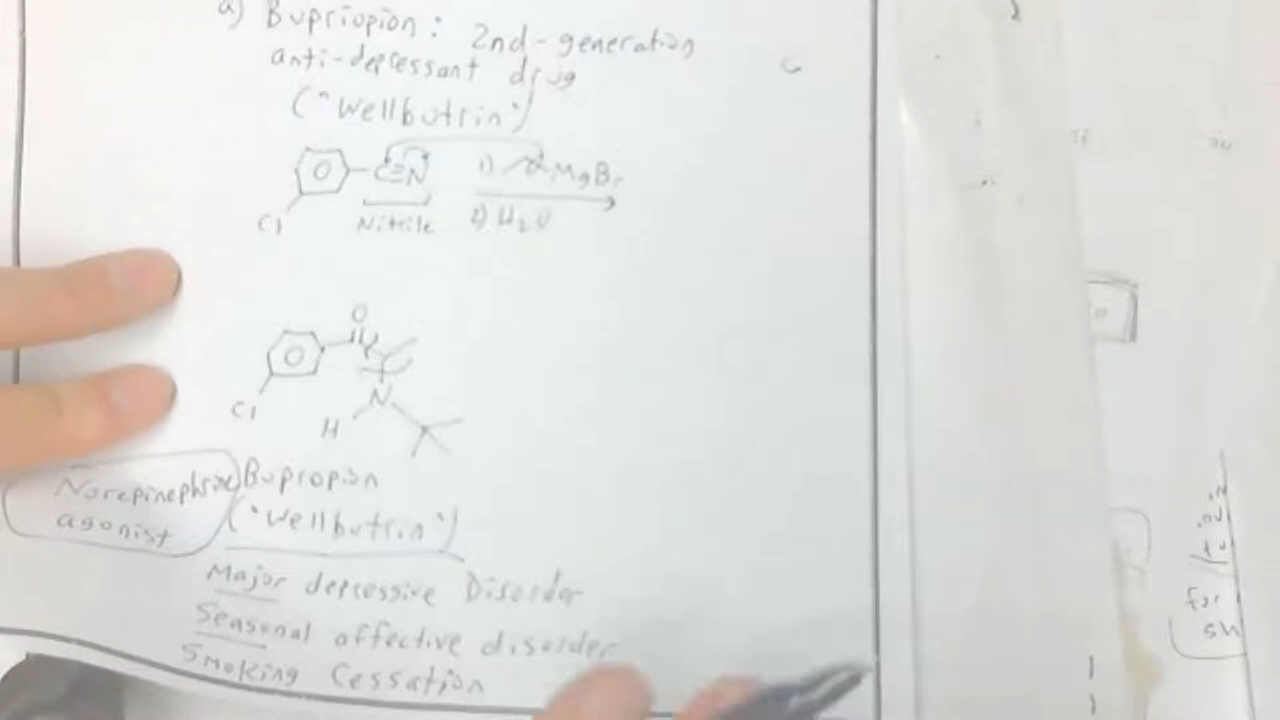 a) Bupriopion: 2nd-generation
anti-depressant drug
("Wellbutrin")
C≡N
1) MgBr
Cl
Nitrile
2) H2O
O
Cl
N
H
Norepinephrine
agonist
Bupropion
("Wellbutrin")
Major depressive Disorder
Seasonal affective disorder
Smoking Cessation
for